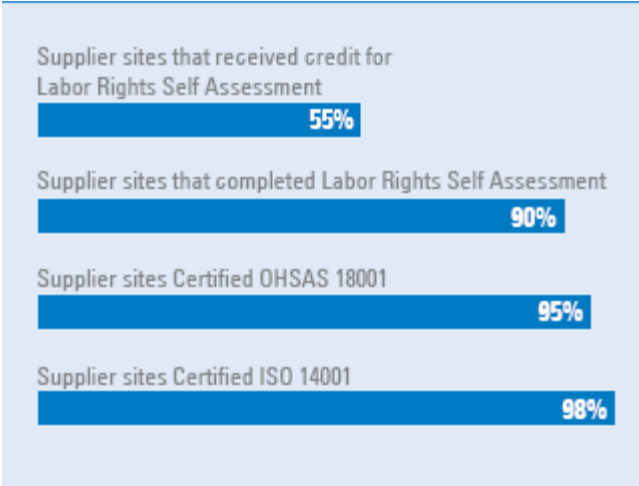 Supplier sites that received credit for
Labor Rights Self Assessment
55%
Supplier sites that completed Labor Rights Self Assessment
90%
Supplier sites Certified OHSAS 18001
95%
Supplier sites Certified ISO 14001
98%